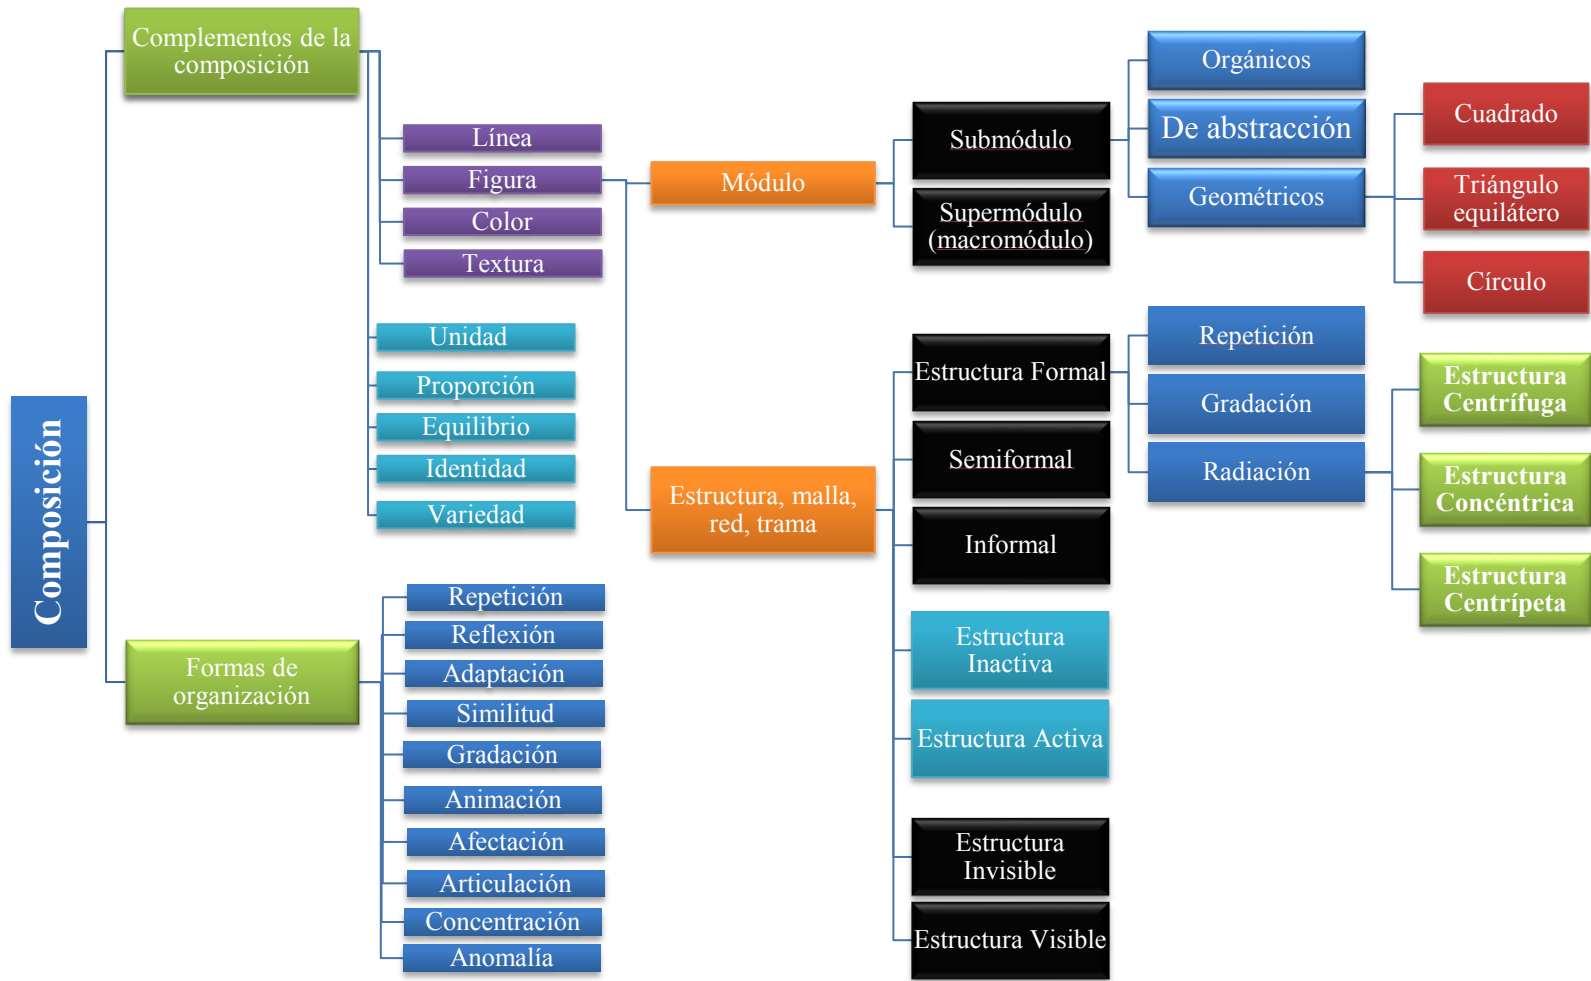 Composición
Complementos de la
composición
Línea
Figura
Color
Textura
Unidad
Proporción
Equilibrio
Identidad
Variedad
Formas de
organización
Repetición
Reflexión
Adaptación
Similitud
Gradación
Animación
Afectación
Articulación
Concentración
Anomalía
Módulo
Submódulo
Supermódulo
(macromódulo)
Orgánicos
De abstracción
Geométricos
Cuadrado
Triángulo
equilátero
Círculo
Estructura, malla,
red, trama
Estructura Formal
Semiformal
Informal
Estructura
Inactiva
Estructura Activa
Estructura
Invisible
Estructura Visible
Repetición
Gradación
Radiación
Estructura
Centrífuga
Estructura
Concéntrica
Estructura
Centrípeta